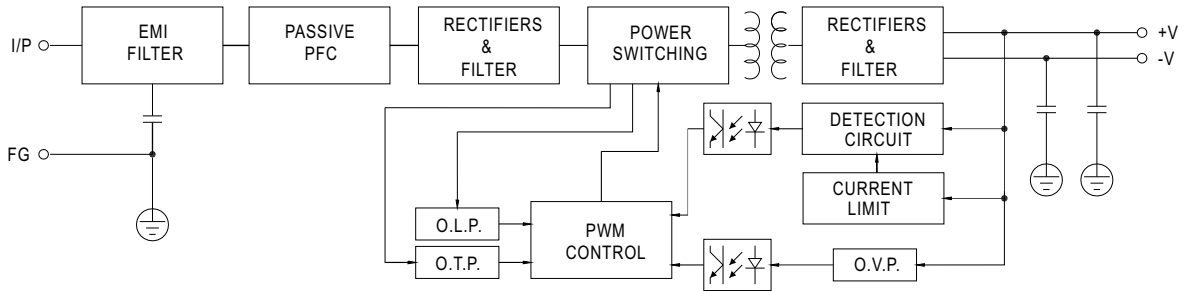 I/P
EMI
FILTER
PASSIVE
PFC
RECTIFIERS
&
FILTER
POWER
SWITCHING
RECTIFIERS
&
FILTER
+V
-V
FG
DETECTION
CIRCUIT
CURRENT
LIMIT
O.L.P.
O.T.P.
PWM
CONTROL
O.V.P.